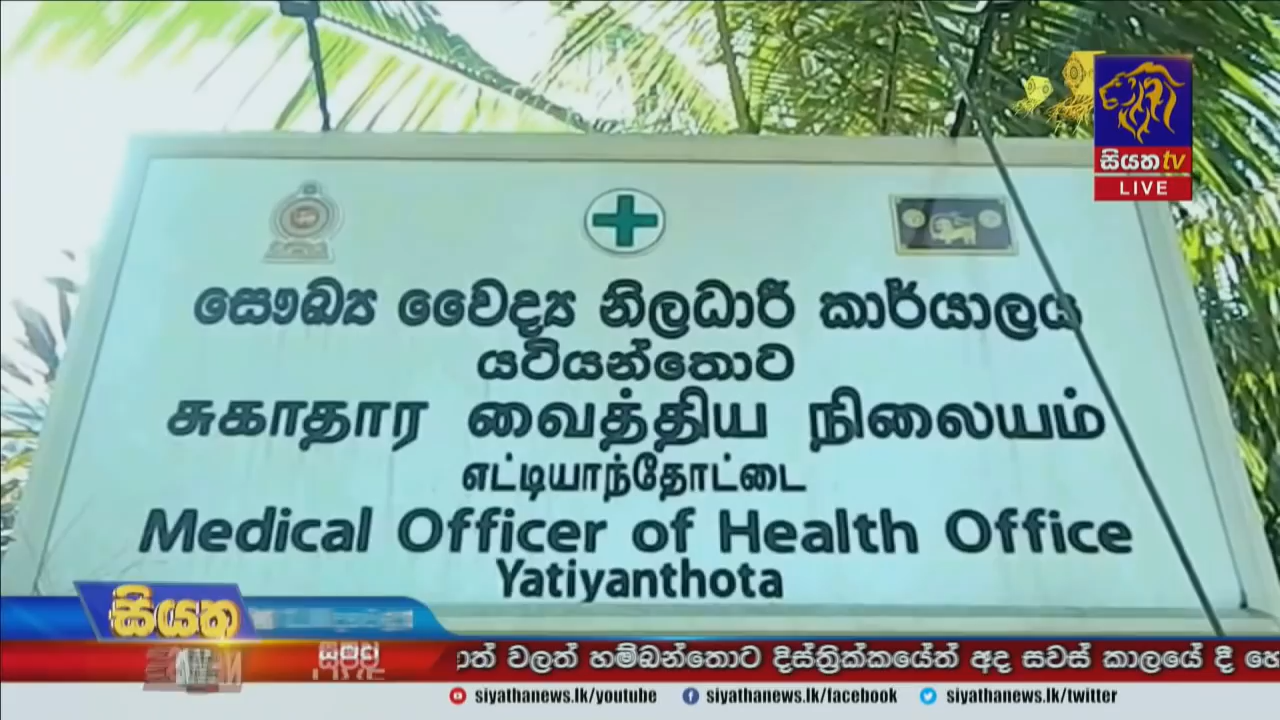 සියත tv
LIVE
සෞඛ්‍ය වෛද්‍ය නිලධාරී කාර්යාලය
යටියන්තොට
சுகாதார வைத்திய நிலையம்
எட்டியாந்தோட்டை
Medical Officer of Health Office
Yatiyanthota
සියත
වලත් හම්බන්තොට දිස්ත්‍රික්කයේත් අද සවස් කාලයේ දී
siyathanews.lk/youtube siyathanews.lk/facebook siyathanews.lk/twitter